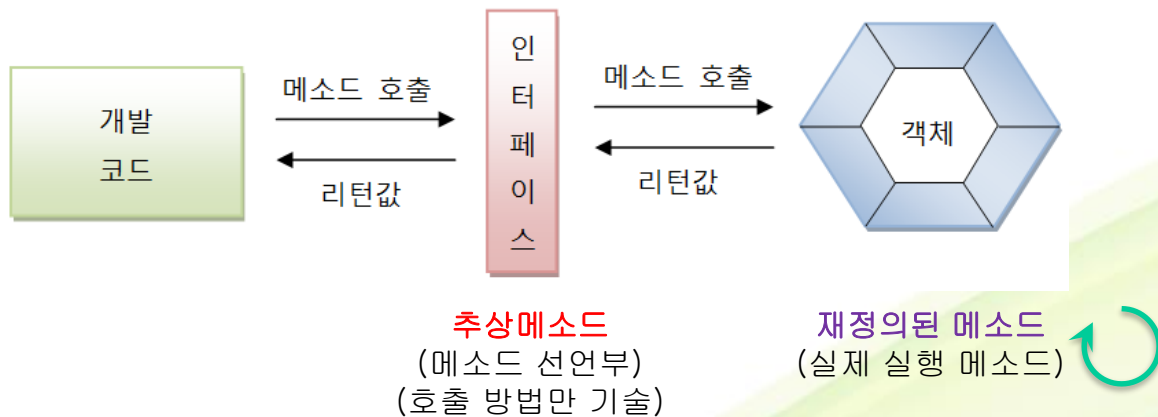 개발
코드
메소드 호출
리턴값
인
터
페
이
스
메소드 호출
리턴값
객체
추상메소드
(메소드 선언부)
(호출 방법만 기술)
재정의된 메소드
(실제 실행 메소드)